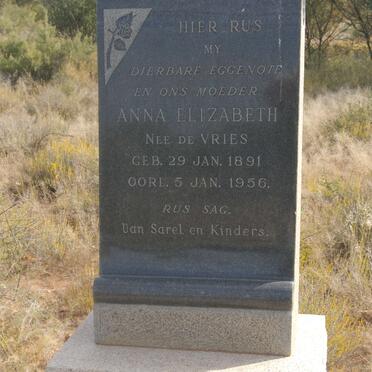 HIER RUS
MY
DIERBARE EGGENOTE
EN ONS MOEDER
ANNA ELIZABETH
NEE DE VRIES
GEB. 29 JAN. 1891
OORL. 5 JAN. 1956.
RUS SAG.
Van Sarel en Kinders.